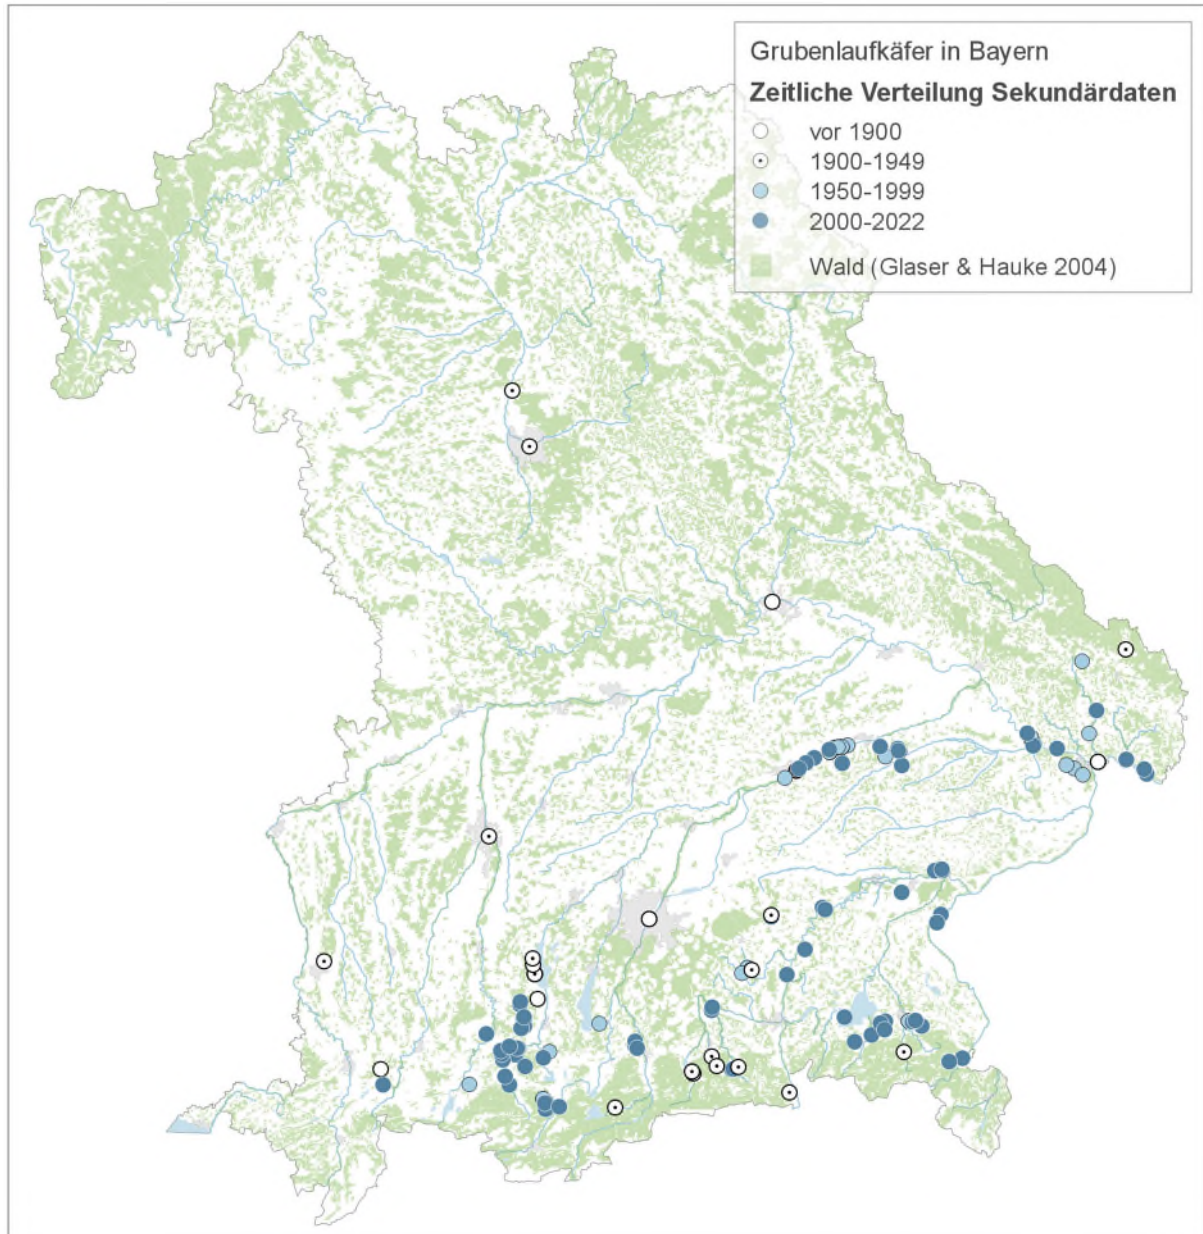 Grubenlaufkäfer in Bayern
Zeitliche Verteilung Sekundärdaten
vor 1900
1900-1949
1950-1999
2000-2022
Wald (Glaser & Hauke 2004)